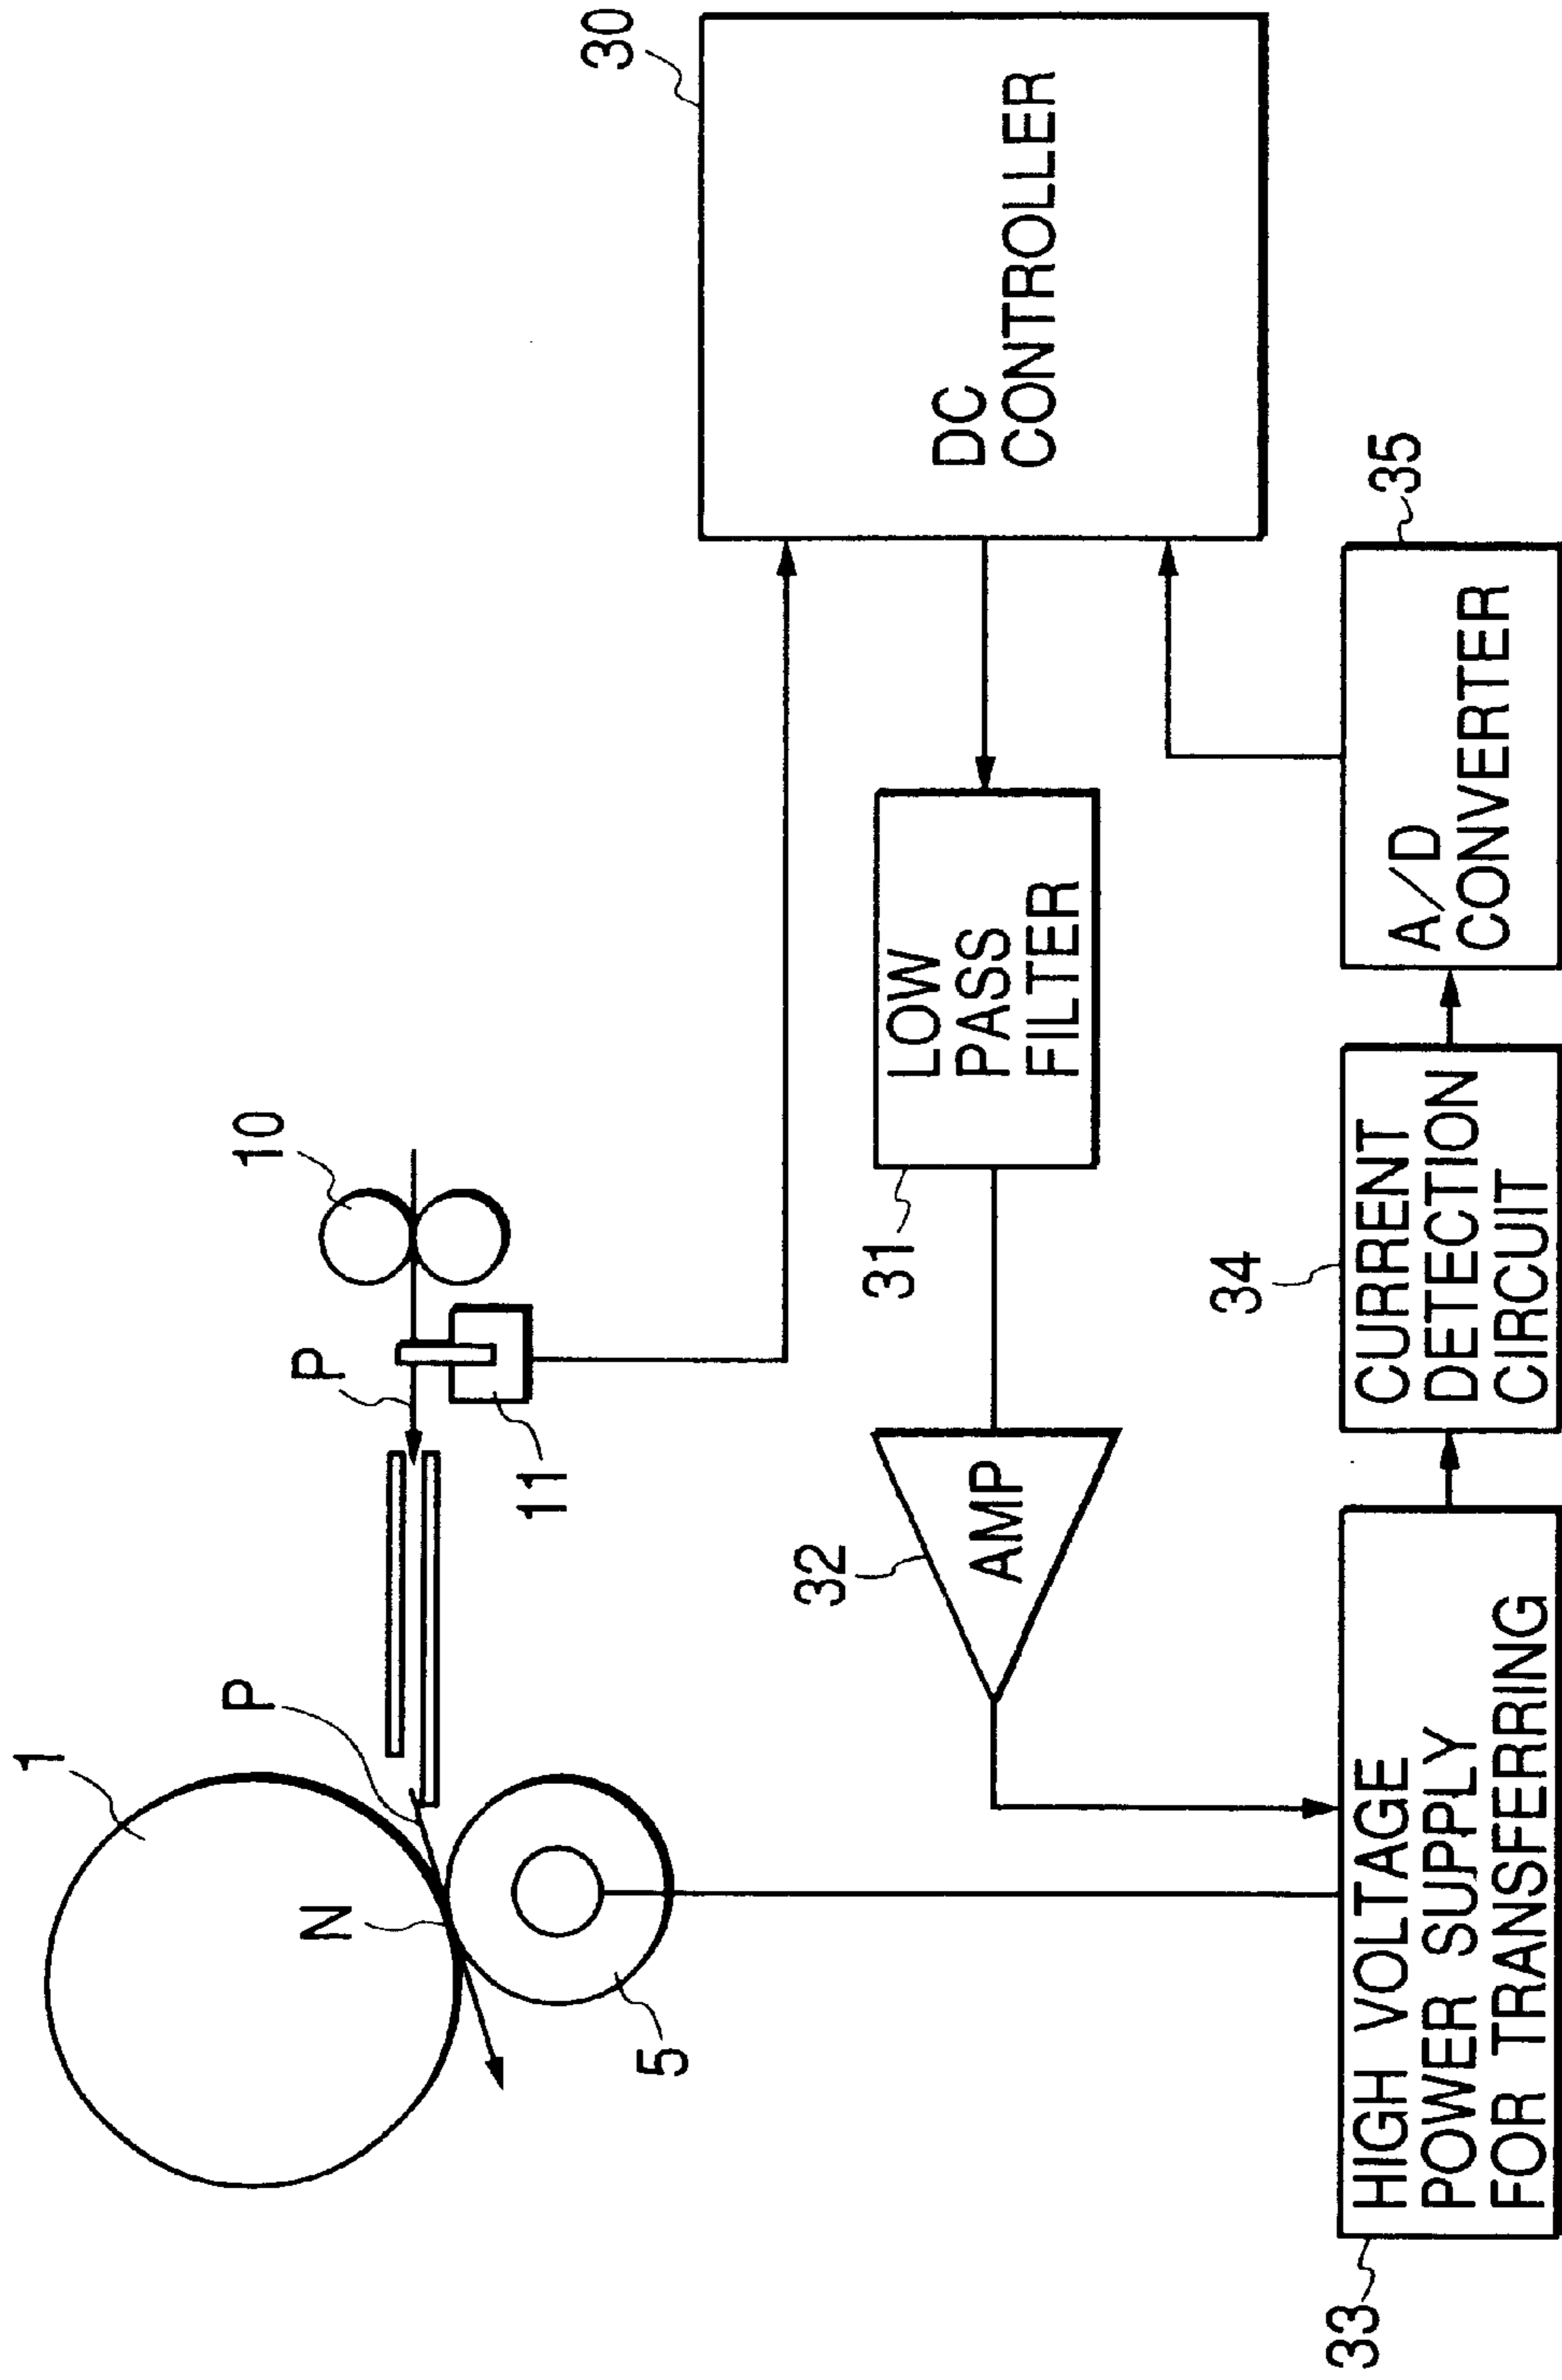 1
P
P
10
N
11
5
30
DC
CONTROLLER
31
LOW
PASS
FILTER
32
AMP
33
HIGH VOLTAGE
POWER SUPPLY
FOR TRANSFERRING
34
CURRENT
DETECTION
CIRCUIT
35
A/D
CONVERTER